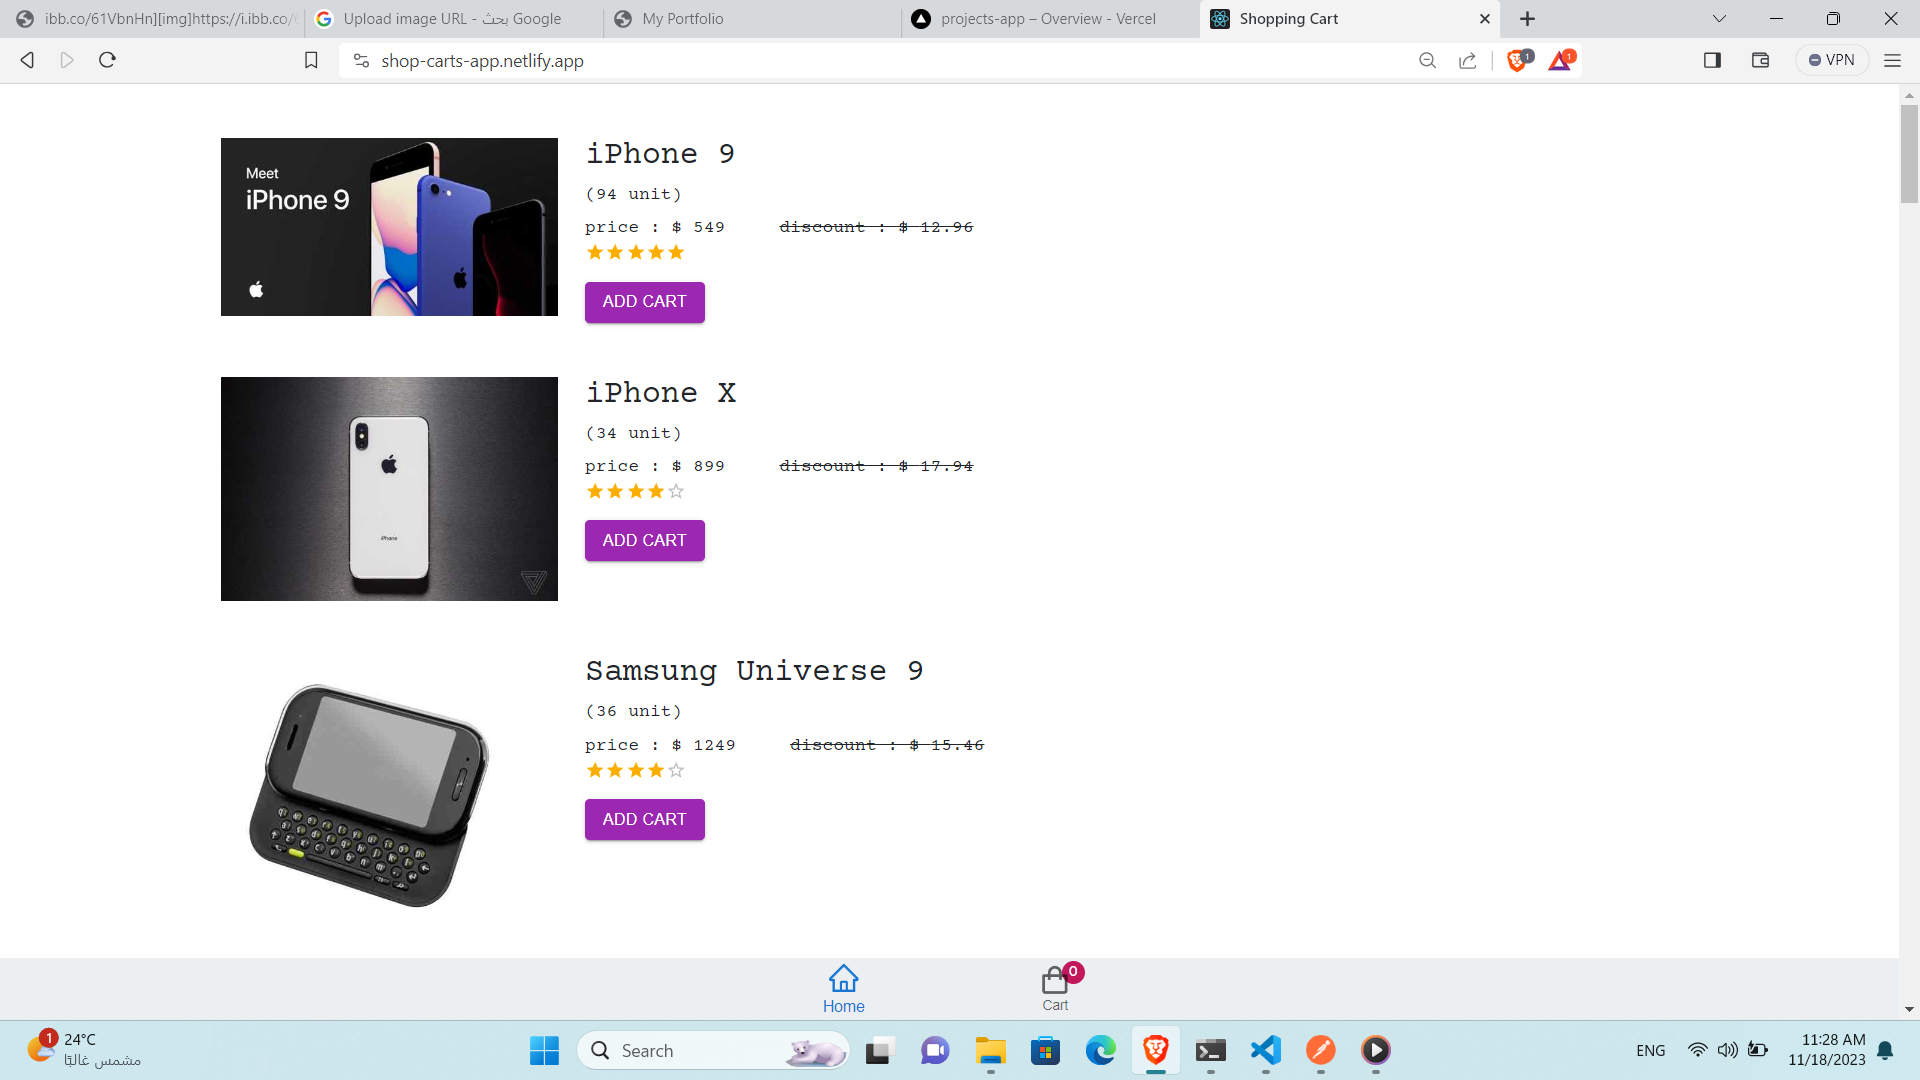 ibb.co/61VbnHn][img]https://i.ibb.co/
Upload image URL - بحث Google
My Portfolio
projects-app – Overview - Vercel
Shopping Cart
shop-carts-app.netlify.app
1
1
VPN
Meet
iPhone 9
iPhone 9
(94 unit)
price : $ 549 discount : $ 12.96
ADD CART
iPhone
iPhone X
(34 unit)
price : $ 899 discount : $ 17.94
ADD CART
Samsung Universe 9
(36 unit)
price : $ 1249 discount : $ 15.46
ADD CART
Home
0
Cart
1
24°C
مشمس غالبًا
Search
ENG
11:28 AM
11/18/2023